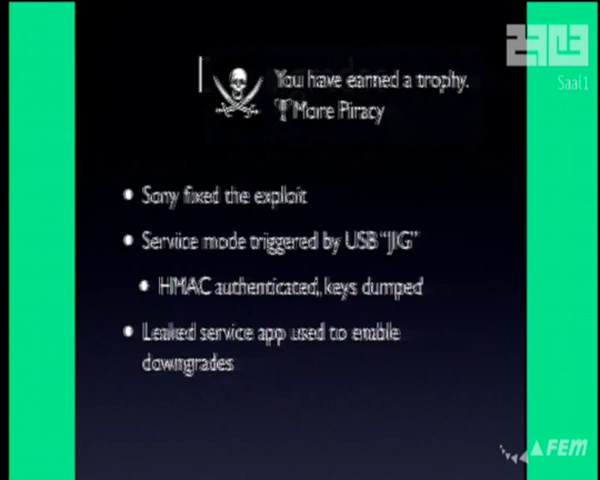 You have earned a trophy.
More Piracy
Saal1
Sony fixed the exploit
Service mode triggered by USB "JIG"
HMAC authenticated, keys dumped
Leaked service app used to enable
downgrades
FEM